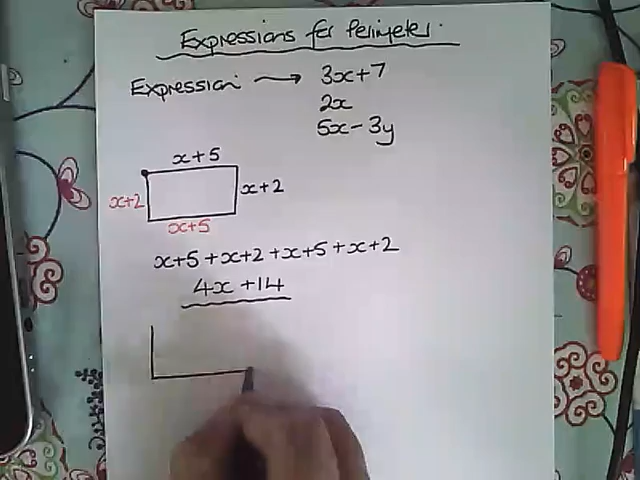 Expressions for Perimeter.
Expression → 3x+7
2x
5x-3y
x+5
x+2
x+2
x+5
x+5+x+2+x+5+x+2
4x+14